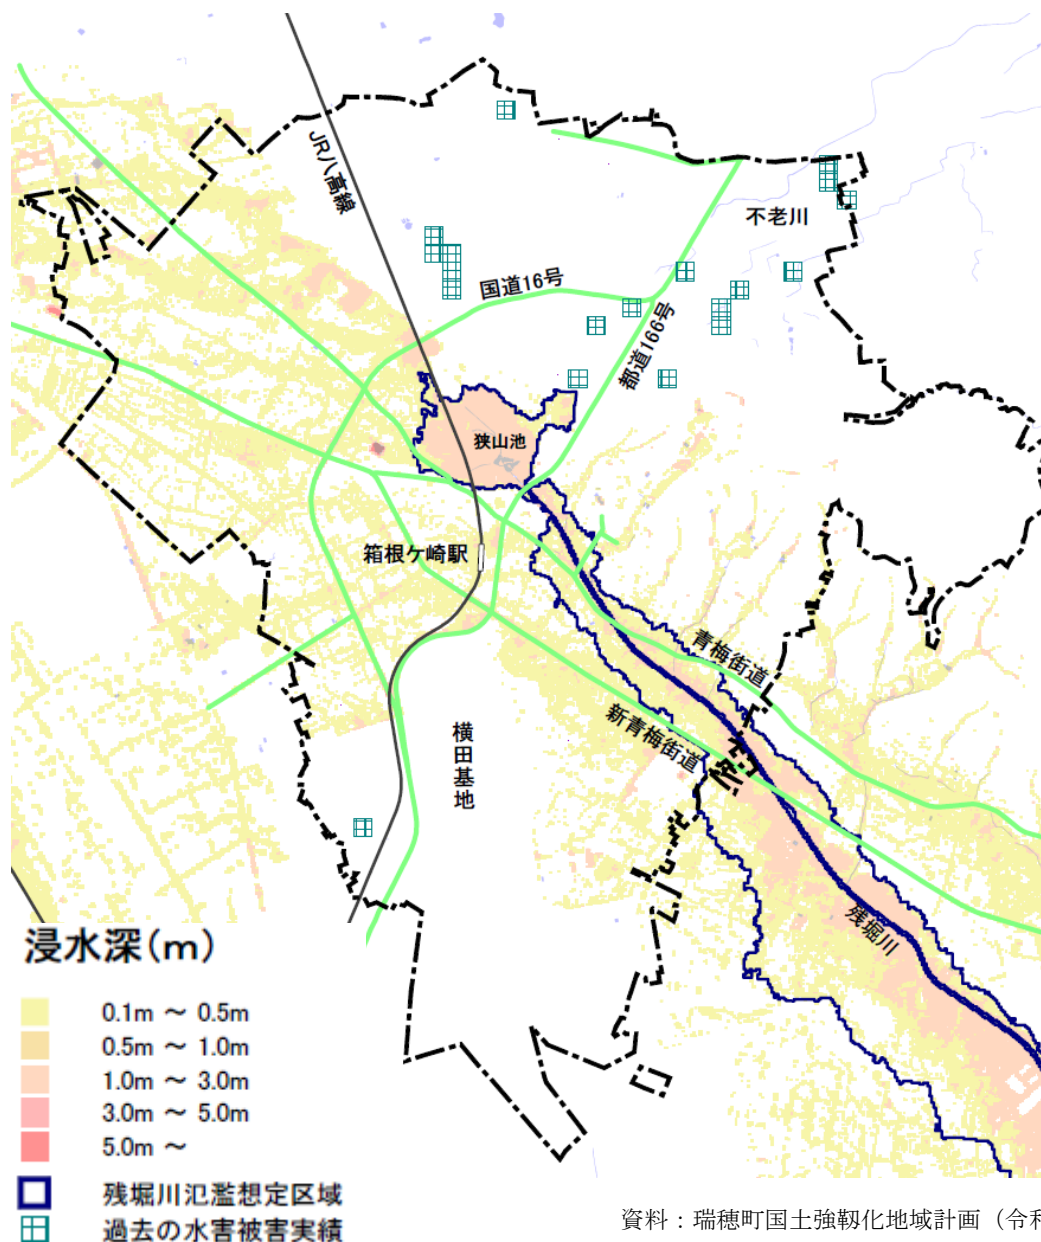 JR八高線
不老川
国道16号
都道166号
狭山池
箱根ケ崎駅
青梅街道
新青梅街道
横田基地
残堀川
浸水深(m)
0.1m ～ 0.5m
0.5m ～ 1.0m
1.0m ～ 3.0m
3.0m ～ 5.0m
5.0m ～
残堀川氾濫想定区域
過去の水害被害実績
資料：瑞穂町国土強靱化地域計画（令和